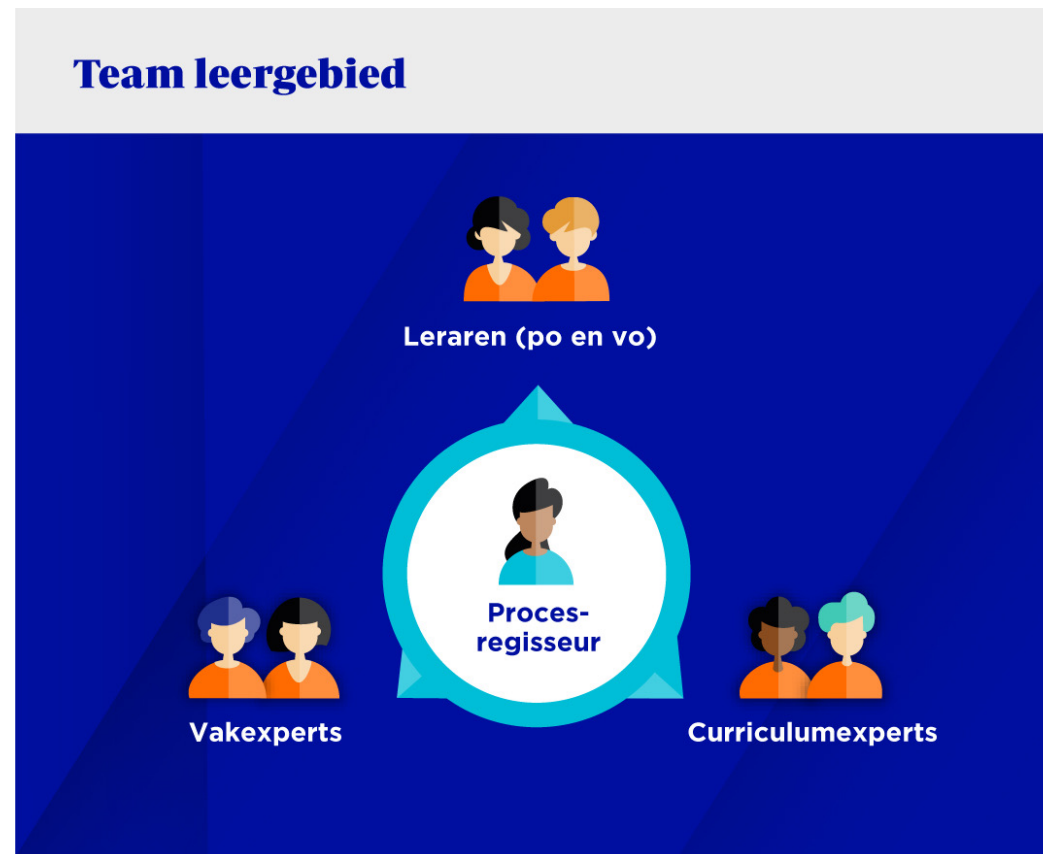 Team leergebied
Leraren (po en vo)
Proces-
regisseur
Vakexperts
Curriculumexperts